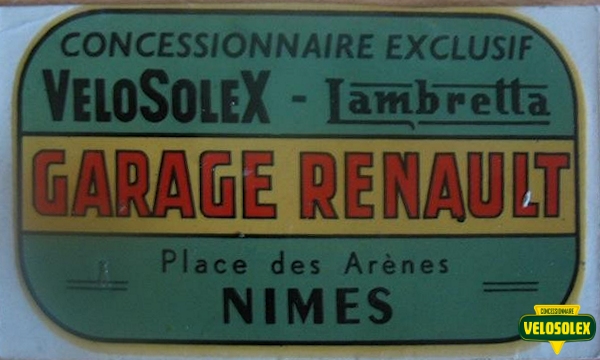 CONCESSIONNAIRE EXCLUSIF
VELOSOLEX - Lambretta
GARAGE RENAULT
Place des Arènes
NIMES
CONCESSIONNAIRE
VELOSOLEX